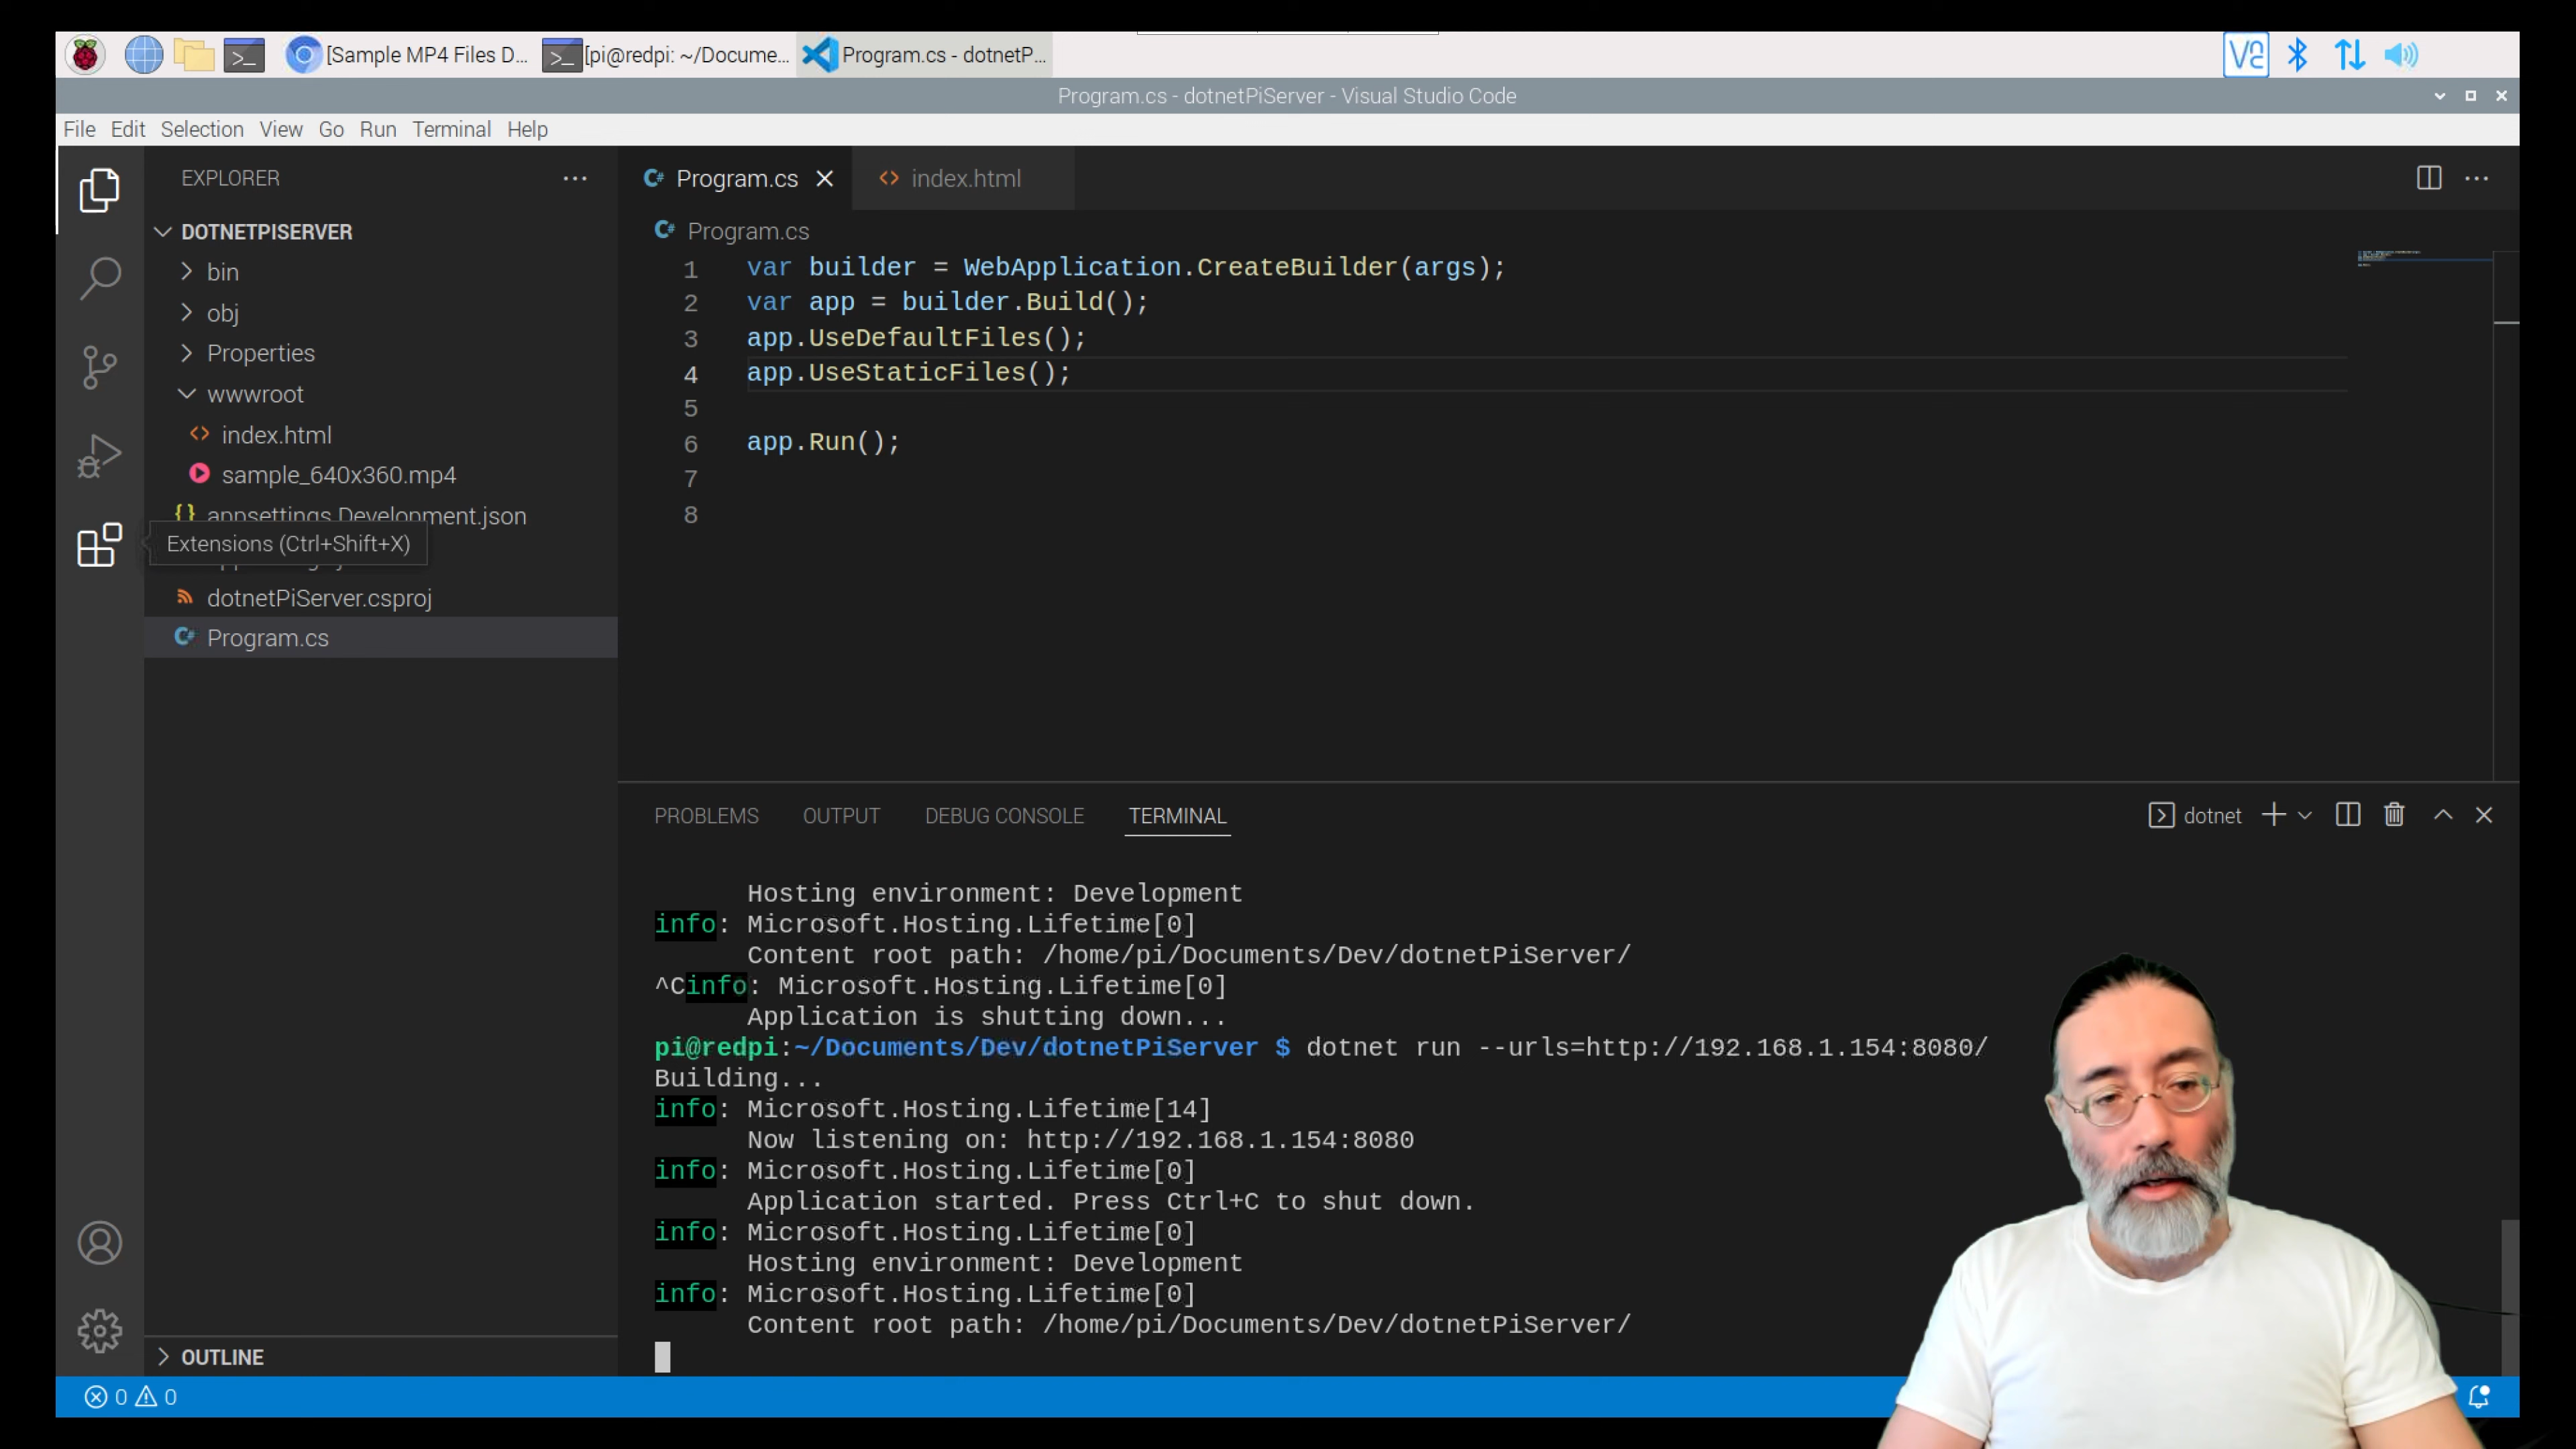 [Sample MP4 Files D...
[pi@redpi: ~/Docume...
Program.cs - dotnetP...
Program.cs - dotnetPiServer - Visual Studio Code
File Edit Selection View Go Run Terminal Help
EXPLORER
DOTNETPISERVER
bin
obj
Properties
wwwroot
index.html
sample_640x360.mp4
appsettings.Development.json
Extensions (Ctrl+Shift+X)
dotnetPiServer.csproj
Program.cs
OUTLINE
Program.cs
index.html
Program.cs
1 var builder = WebApplication.CreateBuilder(args);
2 var app = builder.Build();
3 app.UseDefaultFiles();
4 app.UseStaticFiles();
5
6 app.Run();
7
8
PROBLEMS OUTPUT DEBUG CONSOLE TERMINAL
dotnet
Hosting environment: Development
info: Microsoft.Hosting.Lifetime[0]
Content root path: /home/pi/Documents/Dev/dotnetPiServer/
^Cinfo: Microsoft.Hosting.Lifetime[0]
Application is shutting down...
pi@redpi:~/Documents/Dev/dotnetPiServer $ dotnet run --urls=http://192.168.1.154:8080/
Building...
info: Microsoft.Hosting.Lifetime[14]
Now listening on: http://192.168.1.154:8080
info: Microsoft.Hosting.Lifetime[0]
Application started. Press Ctrl+C to shut down.
info: Microsoft.Hosting.Lifetime[0]
Hosting environment: Development
info: Microsoft.Hosting.Lifetime[0]
Content root path: /home/pi/Documents/Dev/dotnetPiServer/
0 0